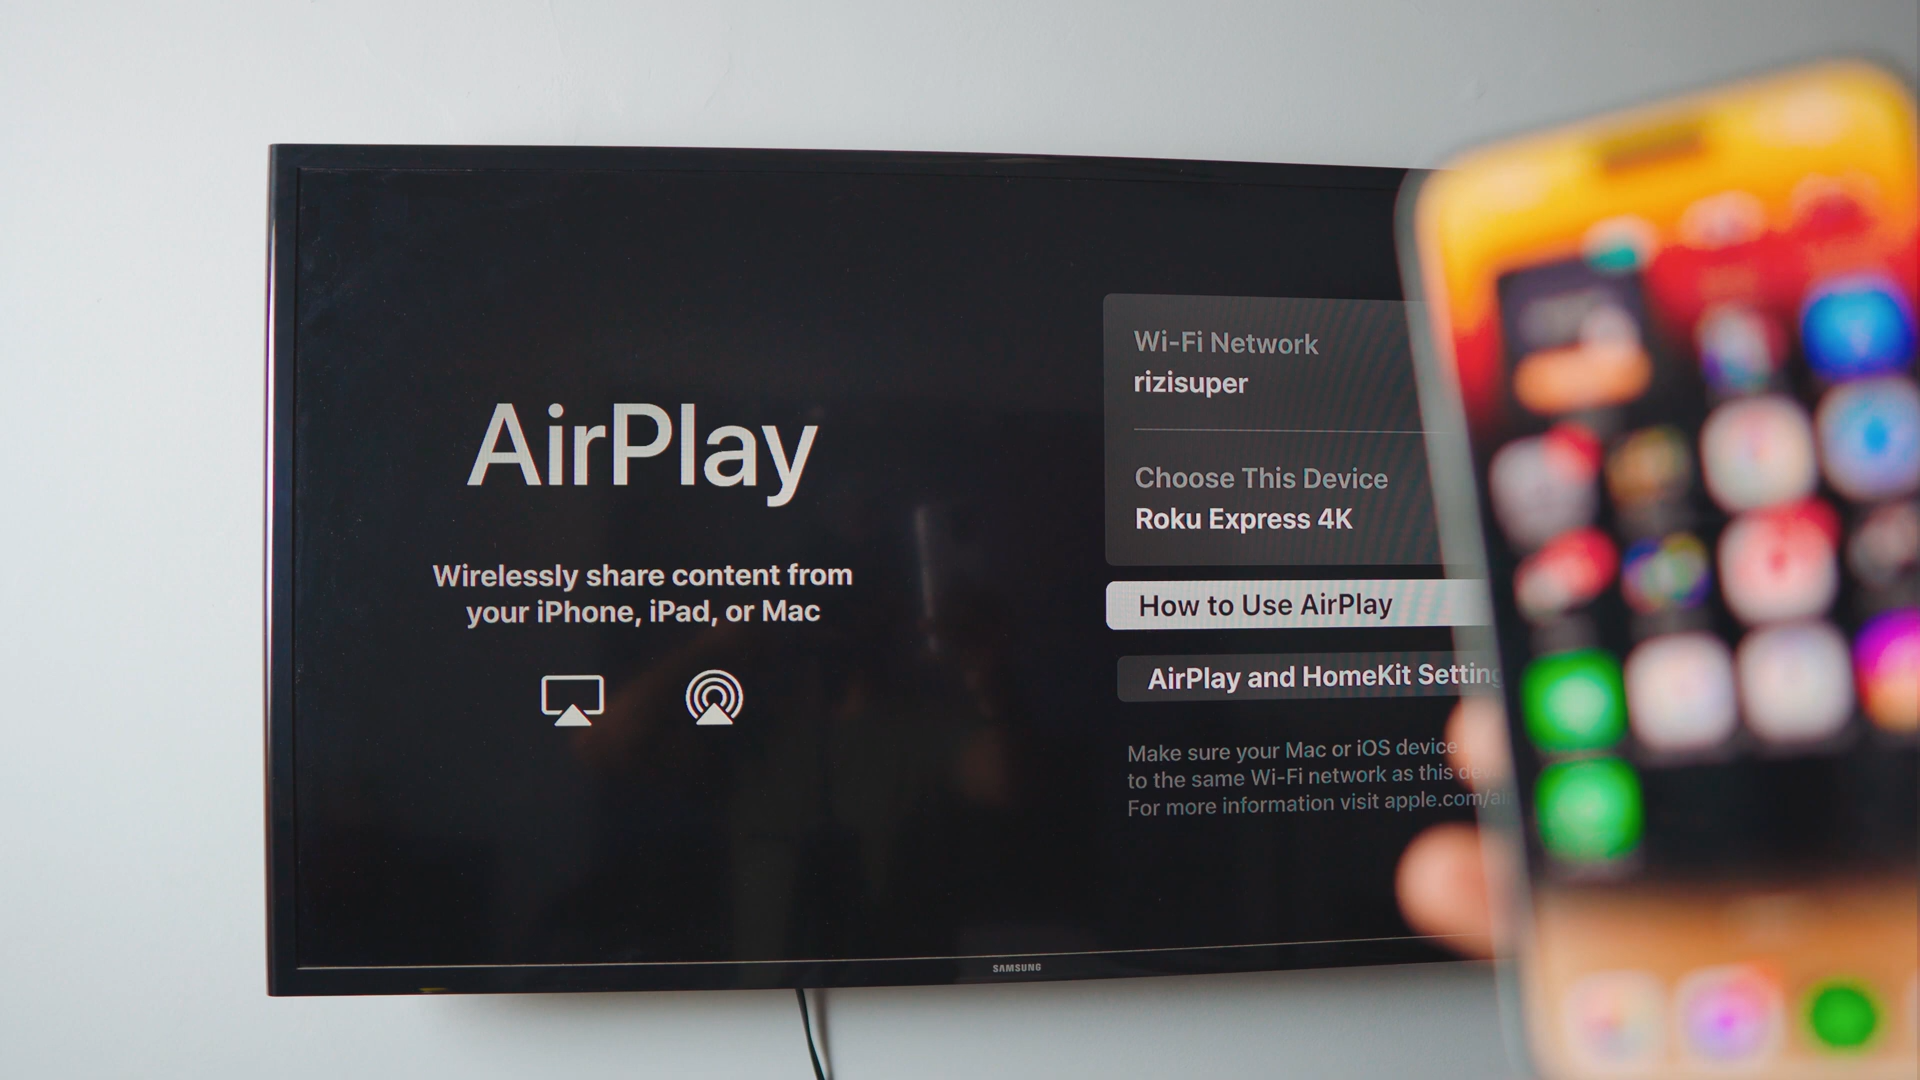 AirPlay
Wirelessly share content from
your iPhone, iPad, or Mac
Wi-Fi Network
rizisuper
Choose This Device
Roku Express 4K
How to Use AirPlay
AirPlay and HomeKit Setting
Make sure your Mac or iOS device
to the same Wi-Fi network as this
For more information visit apple.com/
SAMSUNG